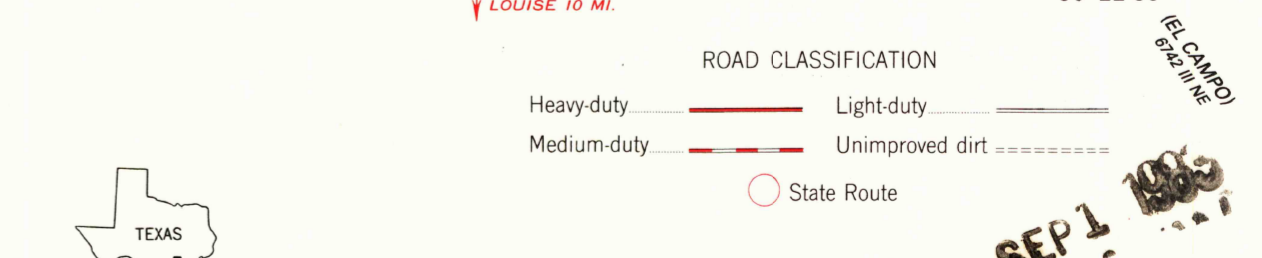 LOUISE 10 MI.
(EL CAMPO)
6742 III NE
ROAD CLASSIFICATION
Heavy-duty
Light-duty
Medium-duty
Unimproved dirt
State Route
TEXAS
SEP 1